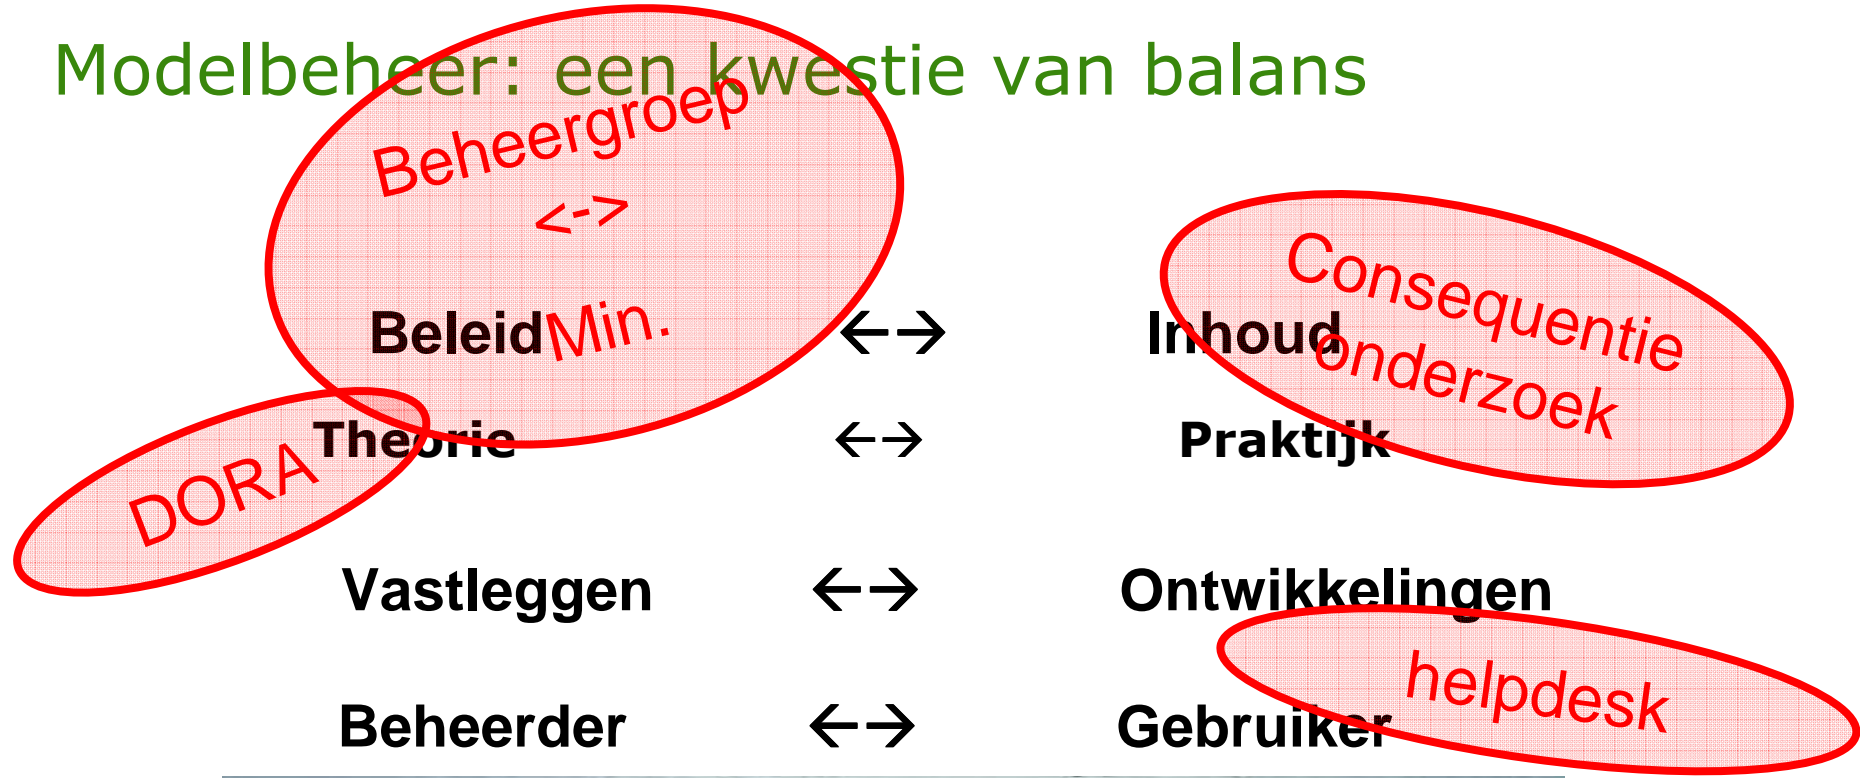 Modelbeheer: een kwestie van balans
Beheergroep
<->
Min.
Consequentie
onderzoek
Beleid ←→ Inhoud
DORA
Theorie ←→ Praktijk
Vastleggen ←→ Ontwikkelingen
helpdesk
Beheerder ←→ Gebruiker